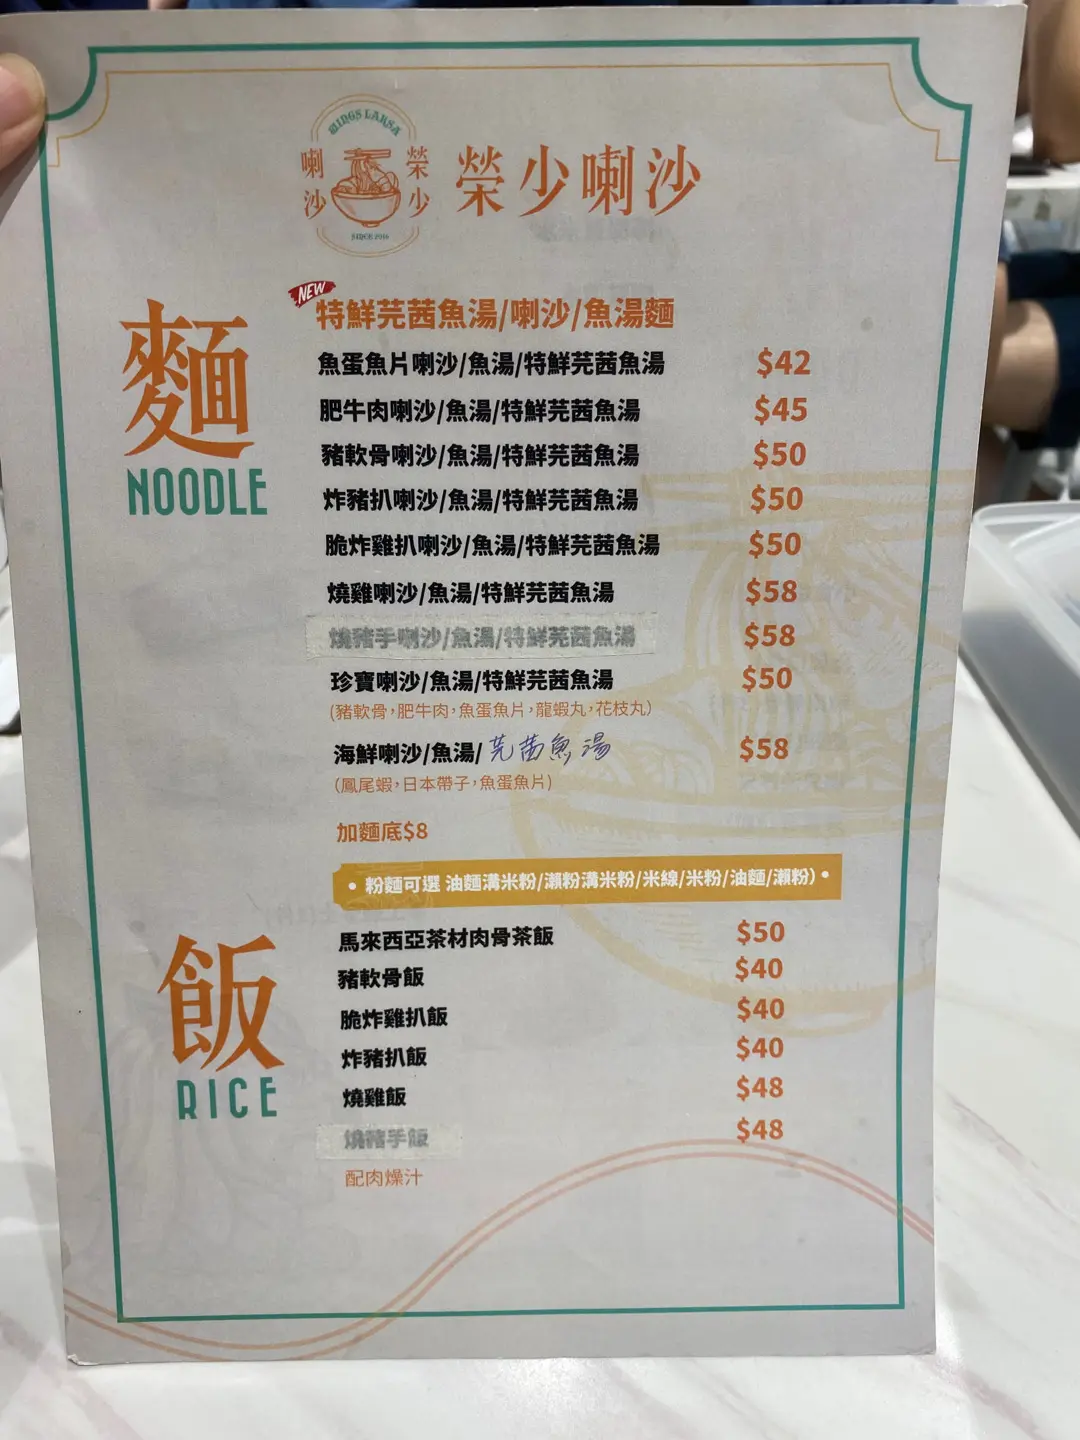 WINGS LAKSA
喇沙
榮少
SINCE 2016
榮少喇沙
NEW
特鮮芫茜魚湯/喇沙/魚湯麵
麵
NOODLE
魚蛋魚片喇沙/魚湯/特鮮芫茜魚湯 $42
肥牛肉喇沙/魚湯/特鮮芫茜魚湯 $45
豬軟骨喇沙/魚湯/特鮮芫茜魚湯 $50
炸豬扒喇沙/魚湯/特鮮芫茜魚湯 $50
脆炸雞扒喇沙/魚湯/特鮮芫茜魚湯 $50
燒雞喇沙/魚湯/特鮮芫茜魚湯 $58
燒豬手喇沙/魚湯/特鮮芫茜魚湯 $58
珍寶喇沙/魚湯/特鮮芫茜魚湯 $50
(豬軟骨,肥牛肉,魚蛋魚片,龍蝦丸,花枝丸)
海鮮喇沙/魚湯/芫茜魚湯 $58
(鳳尾蝦,日本帶子,魚蛋魚片)
加麵底$8
• 粉麵可選 油麵溝米粉/瀨粉溝米粉/米線/米粉/油麵/瀨粉) •
飯
RICE
馬來西亞茶材肉骨茶飯 $50
豬軟骨飯 $40
脆炸雞扒飯 $40
炸豬扒飯 $40
燒雞飯 $48
燒豬手飯 $48
配肉燥汁